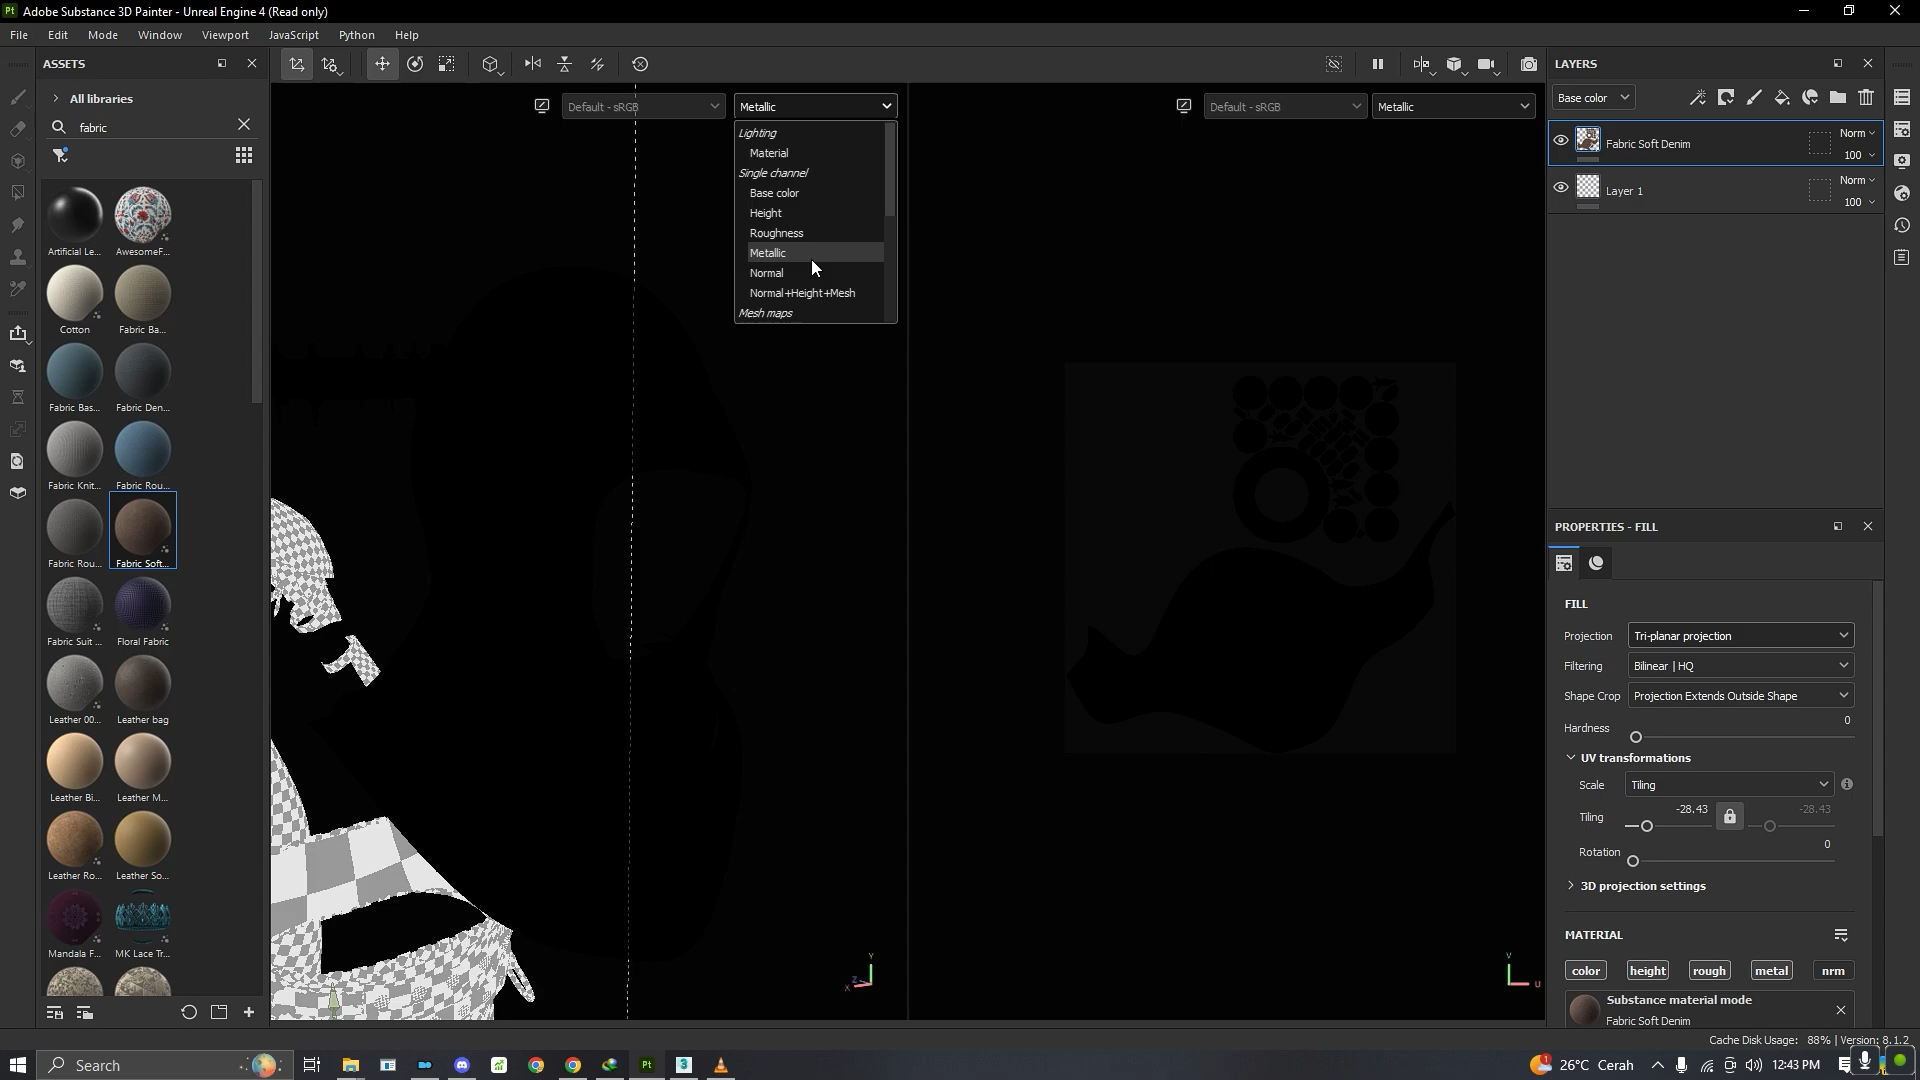 Pt Adobe Substance 3D Painter - Unreal Engine 4 (Read only)
File Edit Mode Window Viewport JavaScript Python Help
ASSETS
All libraries
fabric
Artificial Le... AwesomeF...
Cotton Fabric Ba...
Fabric Bas... Fabric Den...
Fabric Knit... Fabric Rou...
Fabric Rou... Fabric Soft...
Fabric Suit ... Floral Fabric
Leather 00... Leather bag
Leather Bi... Leather M...
Leather Ro... Leather So...
Mandala F... MK Lace Tr...
Default - sRGB Metallic
Lighting
Material
Single channel
Base color
Height
Roughness
Metallic
Normal
Normal+Height+Mesh
Mesh maps
Y
Z
X
Default - sRGB Metallic
V
U
LAYERS
Base color
Fabric Soft Denim Norm
100
Layer 1 Norm
100
PROPERTIES - FILL
FILL
Projection Tri-planar projection
Filtering Bilinear | HQ
Shape Crop Projection Extends Outside Shape
Hardness 0
UV transformations
Scale Tiling
Tiling -28.43 -28.43
Rotation 0
3D projection settings
MATERIAL
color height rough metal nrm
Substance material mode
Fabric Soft Denim
Cache Disk Usage: 88% | Version: 8.1.2
Search Pt 3 1 26°C Cerah 12:43 PM